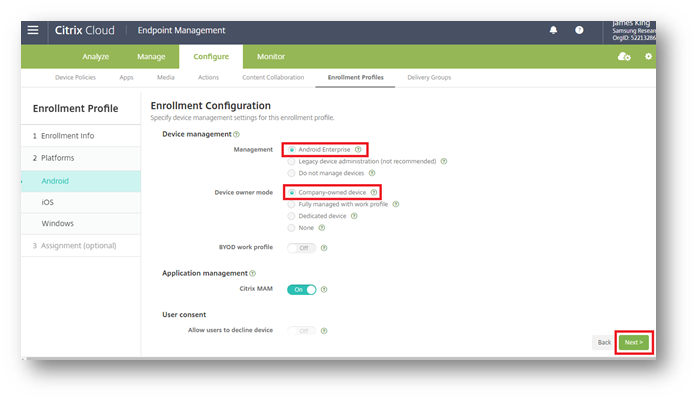 James King
Citrix Cloud Endpoint Management
Samsung Resear
OrgID: 52213286
Analyze Manage Configure Monitor
Device Policies Apps Media Actions Content Collaboration Enrollment Profiles Delivery Groups
Enrollment Profile
1 Enrollment Info
2 Platforms
Android
iOS
Windows
3 Assignment (optional)
Enrollment Configuration
Specify device management settings for this enrollment profile.
Device management ?
Management Android Enterprise ?
Legacy device administration (not recommended) ?
Do not manage devices ?
Device owner mode Company-owned device ?
Fully managed with work profile ?
Dedicated device ?
None ?
BYOD work profile Off ?
Application management ?
Citrix MAM On ?
User consent
Allow users to decline device Off ?
Back Next >